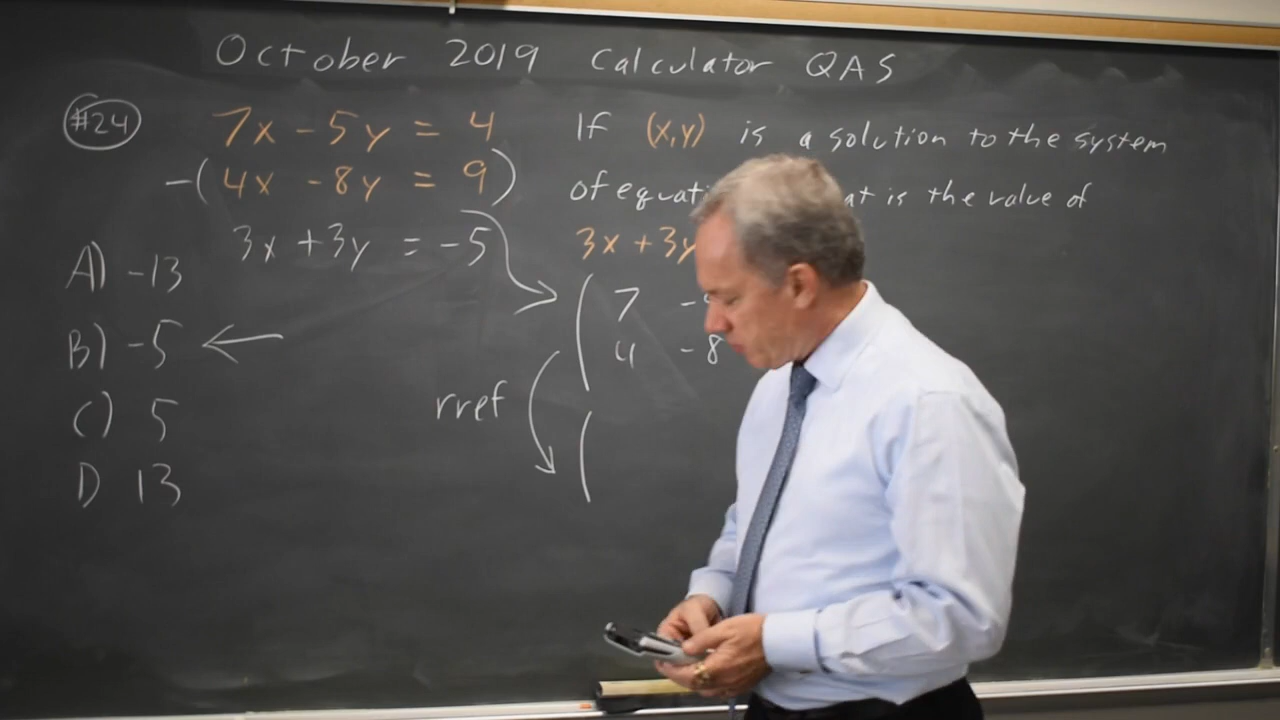 October 2019 Calculator QAS
#24
7x - 5y = 4 If (x,y) is a solution to the system
-(4x - 8y = 9) of equati at is the value of
3x + 3y = -5 3x + 3y
A) -13
B) -5
C) 5
D 13
7 -
4 -8
rref